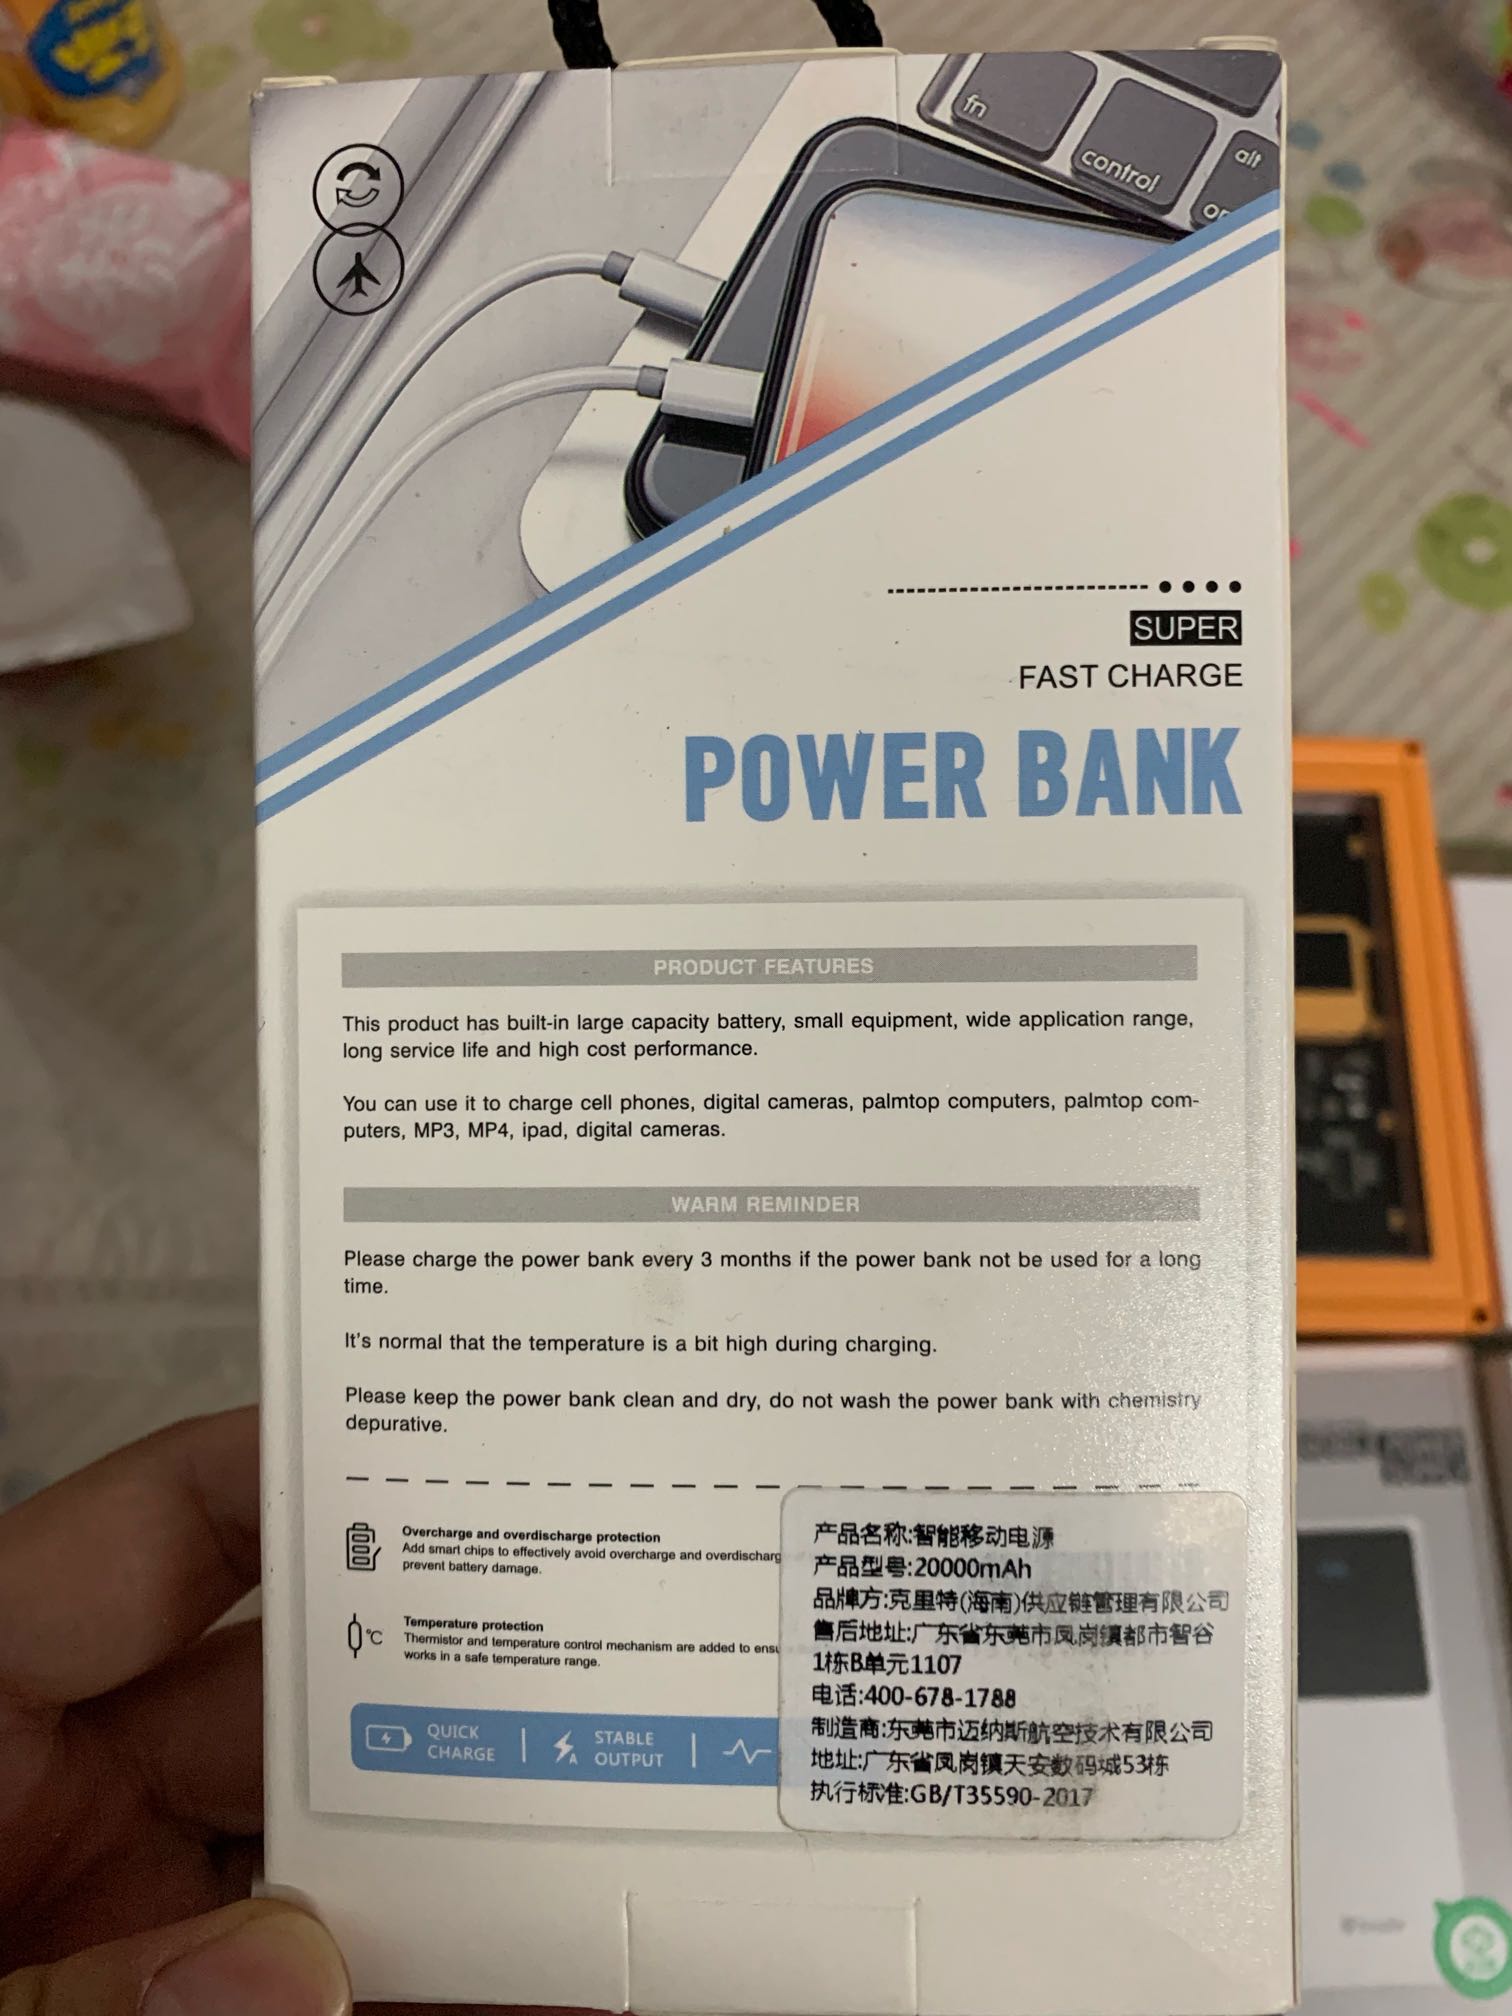 fn
control
alt
SUPER
FAST CHARGE
POWER BANK
PRODUCT FEATURES
This product has built-in large capacity battery, small equipment, wide application range,
long service life and high cost performance.
You can use it to charge cell phones, digital cameras, palmtop computers, palmtop com-
puters, MP3, MP4, ipad, digital cameras.
WARM REMINDER
Please charge the power bank every 3 months if the power bank not be used for a long
time.
It's normal that the temperature is a bit high during charging.
Please keep the power bank clean and dry, do not wash the power bank with chemistry
depurative.
Overcharge and overdischarge protection
Add smart chips to effectively avoid overcharge and overdischarg
prevent battery damage.
°C
Temperature protection
Thermistor and temperature control mechanism are added to ensu
works in a safe temperature range.
QUICK
CHARGE
STABLE
OUTPUT
产品名称:智能移动电源
产品型号:20000mAh
品牌方:克里特(海南)供应链管理有限公司
售后地址:广东省东莞市凤岗镇都市智谷
1栋B单元1107
电话:400-678-1788
制造商:东莞市迈纳斯航空技术有限公司
地址:广东省凤岗镇天安数码城53栋
执行标准:GB/T35590-2017